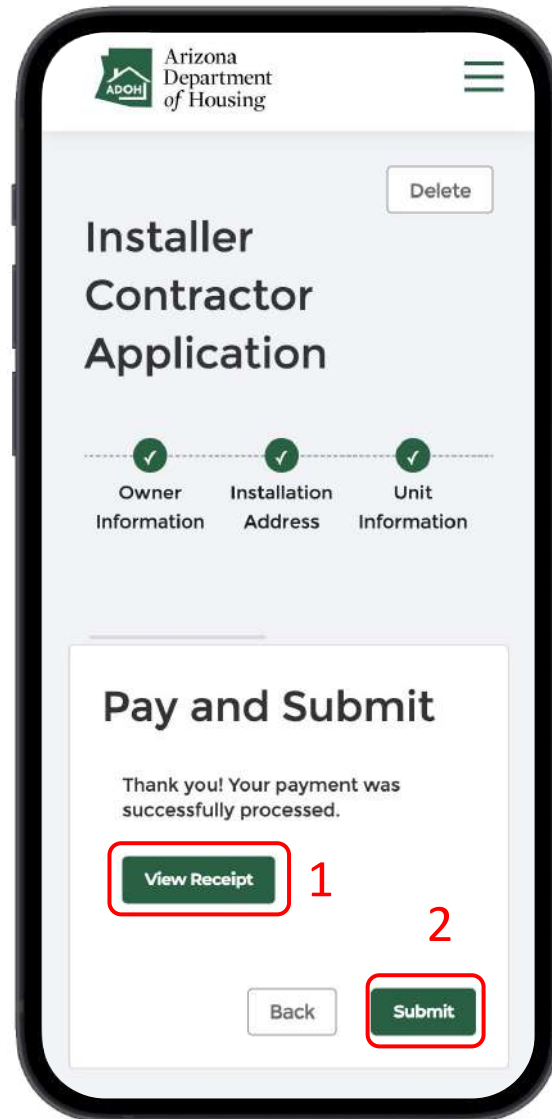 ADOH
Arizona
Department
of Housing
Delete
Installer
Contractor
Application
Owner
Information
Installation
Address
Unit
Information
Pay and Submit
Thank you! Your payment was
successfully processed.
View Receipt
1
2
Back
Submit